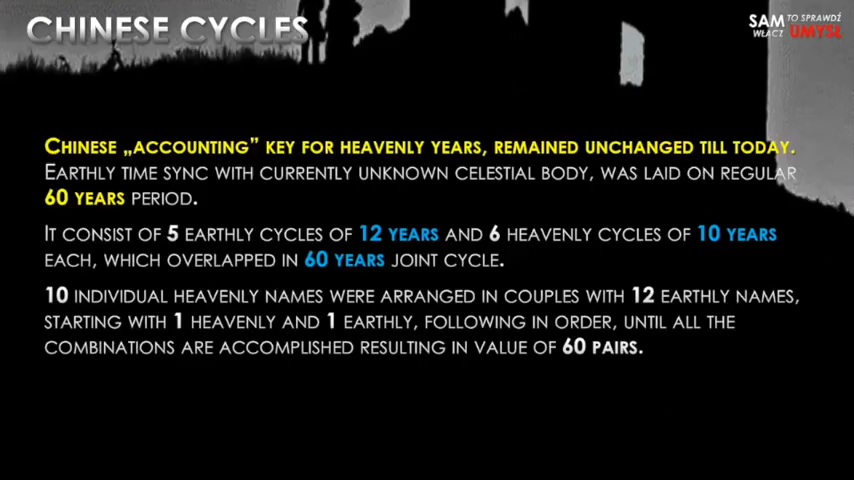 CHINESE CYCLES
SAM TO SPRAWDŹ
WŁĄCZ UMYSŁ
CHINESE „ACCOUNTING” KEY FOR HEAVENLY YEARS, REMAINED UNCHANGED TILL TODAY.
EARTHLY TIME SYNC WITH CURRENTLY UNKNOWN CELESTIAL BODY, WAS LAID ON REGULAR
60 YEARS PERIOD.
IT CONSIST OF 5 EARTHLY CYCLES OF 12 YEARS AND 6 HEAVENLY CYCLES OF 10 YEARS
EACH, WHICH OVERLAPPED IN 60 YEARS JOINT CYCLE.
10 INDIVIDUAL HEAVENLY NAMES WERE ARRANGED IN COUPLES WITH 12 EARTHLY NAMES,
STARTING WITH 1 HEAVENLY AND 1 EARTHLY, FOLLOWING IN ORDER, UNTIL ALL THE
COMBINATIONS ARE ACCOMPLISHED RESULTING IN VALUE OF 60 PAIRS.